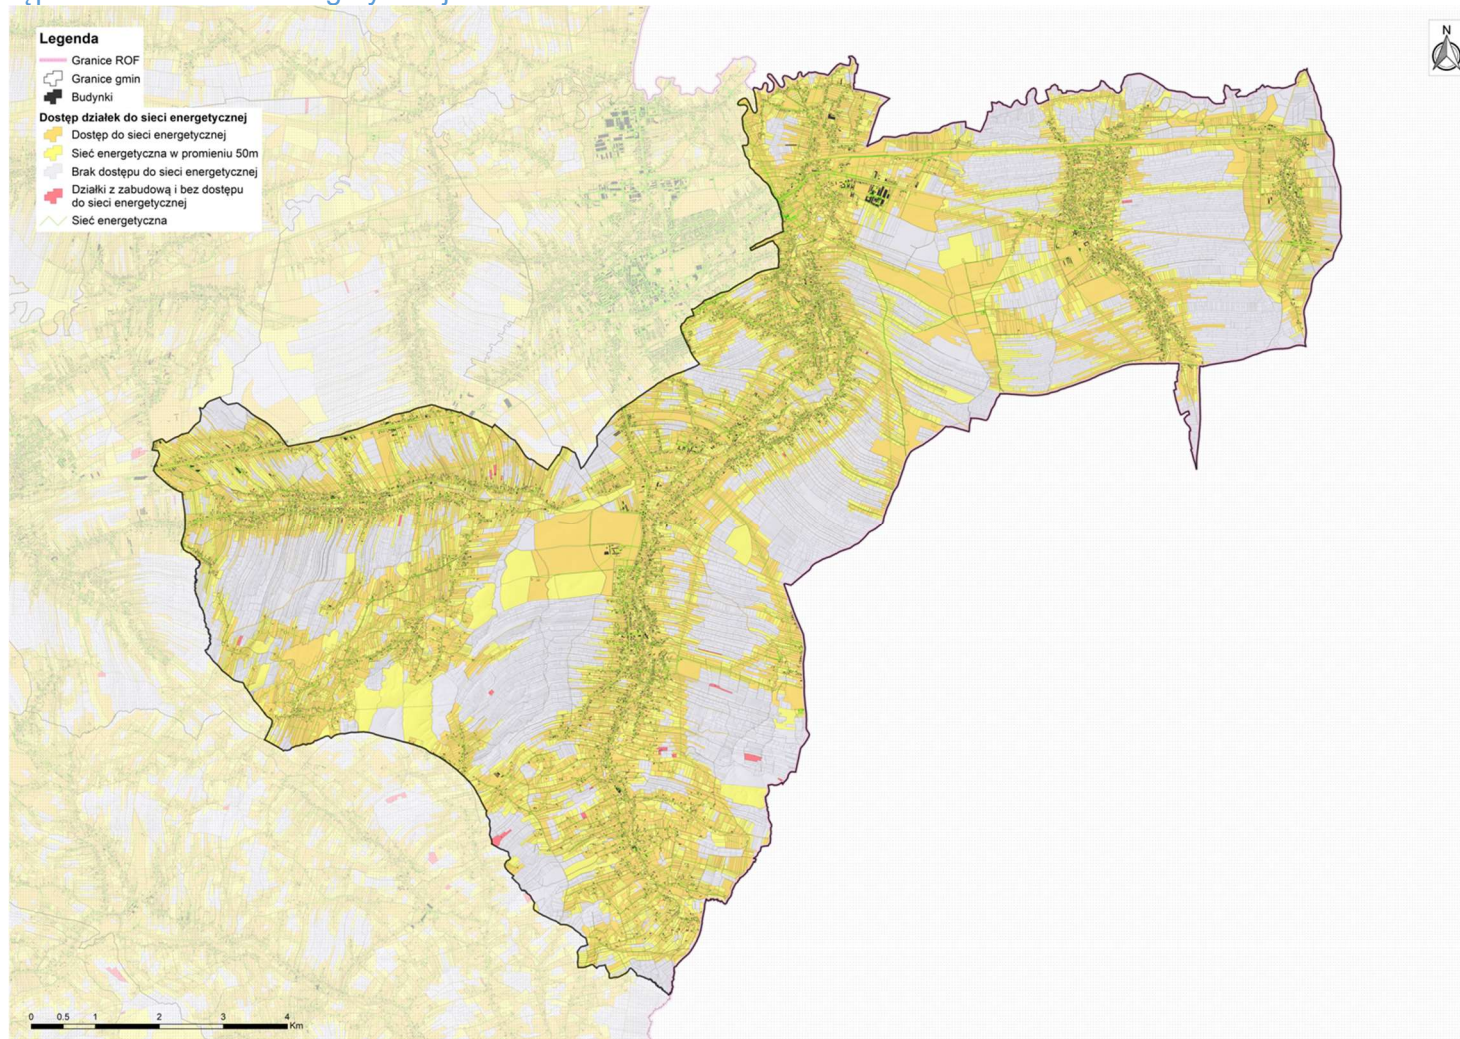 Legenda
N
Granice ROF
Granice gmin
Budynki
Dostęp działek do sieci energetycznej
Dostęp do sieci energetycznej
Sieć energetyczna w promieniu 50m
Brak dostępu do sieci energetycznej
Działki z zabudową i bez dostępu
do sieci energetycznej
Sieć energetyczna
0 0.5 1 2 3 4
Km